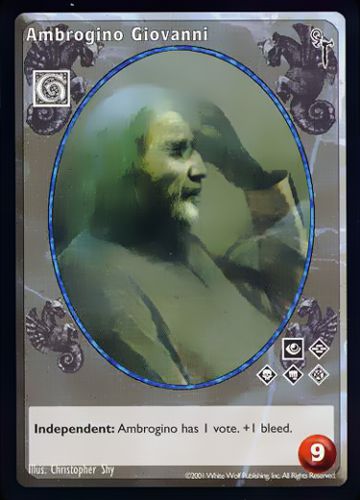 Ambrogino Giovanni
Independent: Ambrogino has 1 vote. +1 bleed.
9
Illus. Christopher Shy
©2001 White Wolf Publishing, Inc. All Rights Reserved.